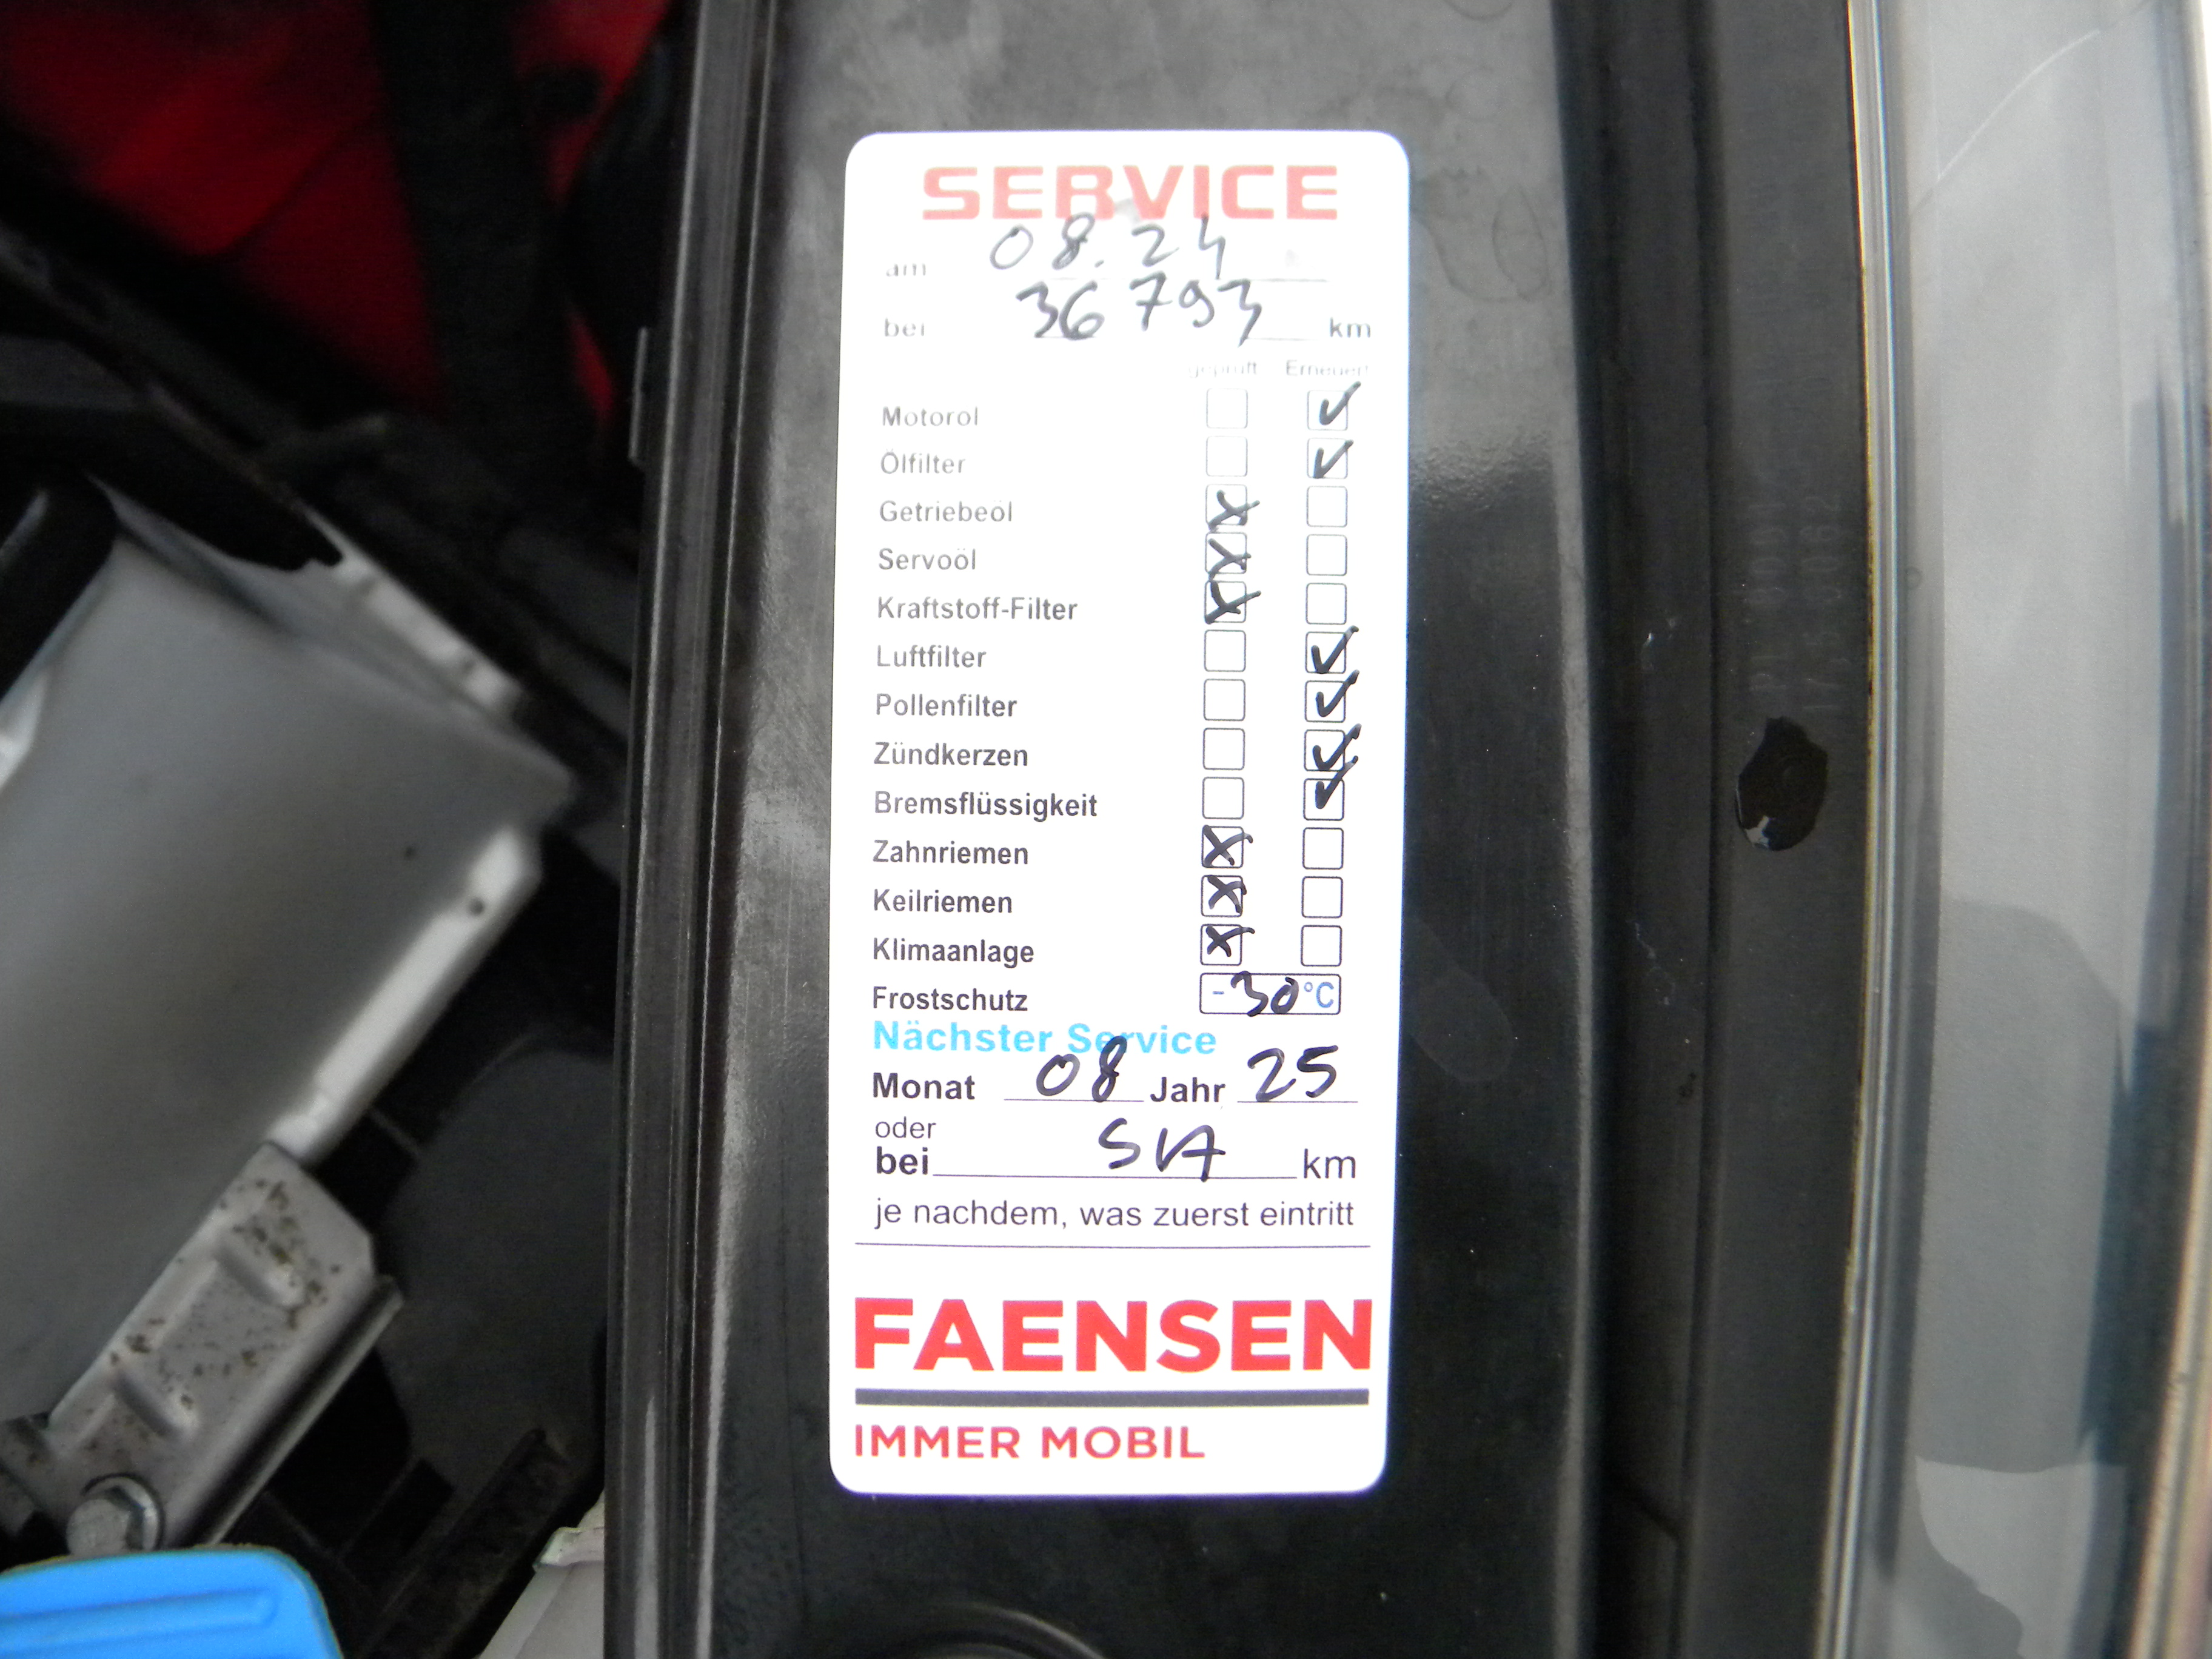 SERVICE
am 08.24
bei 36 793 km
geprüft Erneuert
Motoröl ✓
Ölfilter ✓
Getriebeöl x
Servoöl x
Kraftstoff-Filter x
Luftfilter ✓
Pollenfilter ✓
Zündkerzen ✓
Bremsflüssigkeit ✓
Zahnriemen x
Keilriemen x
Klimaanlage x
Frostschutz -30°C
Nächster Service
Monat 08 Jahr 25
oder
bei SIA km
je nachdem, was zuerst eintritt
FAENSEN
IMMER MOBIL